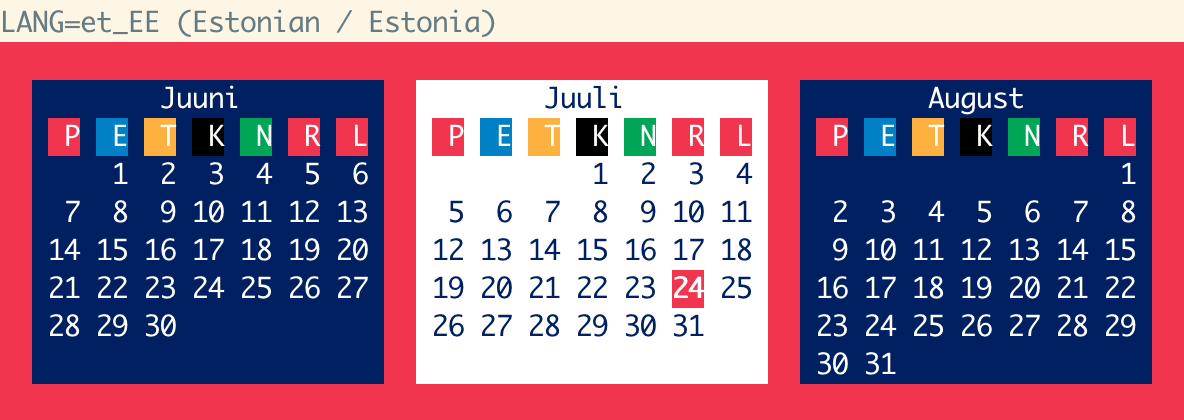 LANG=et_EE (Estonian / Estonia)
Juuni
P E T K N R L
1 2 3 4 5 6
7 8 9 10 11 12 13
14 15 16 17 18 19 20
21 22 23 24 25 26 27
28 29 30
Juuli
P E T K N R L
1 2 3 4
5 6 7 8 9 10 11
12 13 14 15 16 17 18
19 20 21 22 23 24 25
26 27 28 29 30 31
August
P E T K N R L
1
2 3 4 5 6 7 8
9 10 11 12 13 14 15
16 17 18 19 20 21 22
23 24 25 26 27 28 29
30 31